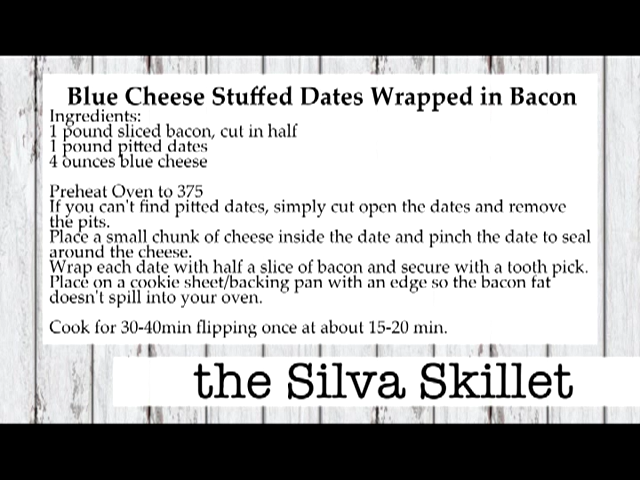 Blue Cheese Stuffed Dates Wrapped in Bacon
Ingredients:
1 pound sliced bacon, cut in half
1 pound pitted dates
4 ounces blue cheese
Preheat Oven to 375
If you can't find pitted dates, simply cut open the dates and remove
the pits.
Place a small chunk of cheese inside the date and pinch the date to seal
around the cheese.
Wrap each date with half a slice of bacon and secure with a tooth pick.
Place on a cookie sheet/backing pan with an edge so the bacon fat
doesn't spill into your oven.
Cook for 30-40min flipping once at about 15-20 min.
the Silva Skillet